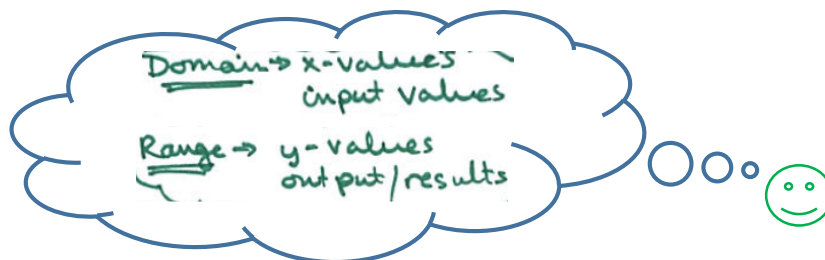 Domain → x-values
input values
Range → y-values
output/results